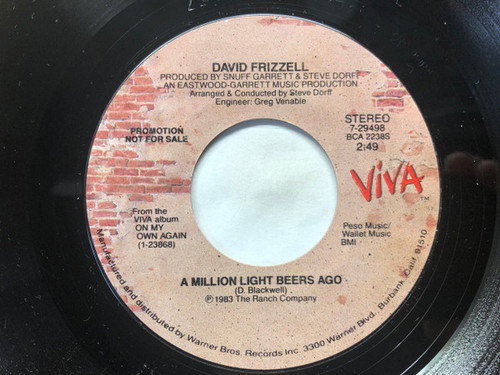 DAVID FRIZZELL
PRODUCED BY SNUFF GARRETT & STEVE DORFF
AN EASTWOOD-GARRETT MUSIC PRODUCTION
Arranged & Conducted by Steve Dorff
Engineer: Greg Venable
PROMOTION
NOT FOR SALE
STEREO
7-29498
BCA 2238S
2:49
ViVA
TM
From the
VIVA album
ON MY
OWN AGAIN
(1-23868)
Peso Music/
Wallet Music
BMI
A MILLION LIGHT BEERS AGO
(D. Blackwell)
℗ 1983 The Ranch Company
Manufactured and distributed by Warner Bros. Records Inc 3300 Warner Blvd. Burbank Calif. 91510